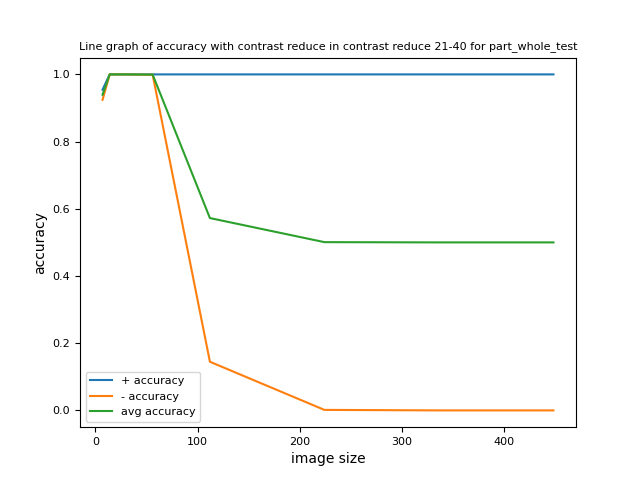 Line graph of accuracy with contrast reduce in contrast reduce 21-40 for part_whole_test
1.0
0.8
0.6
0.4
0.2
0.0
accuracy
+ accuracy
- accuracy
avg accuracy
0 100 200 300 400
image size